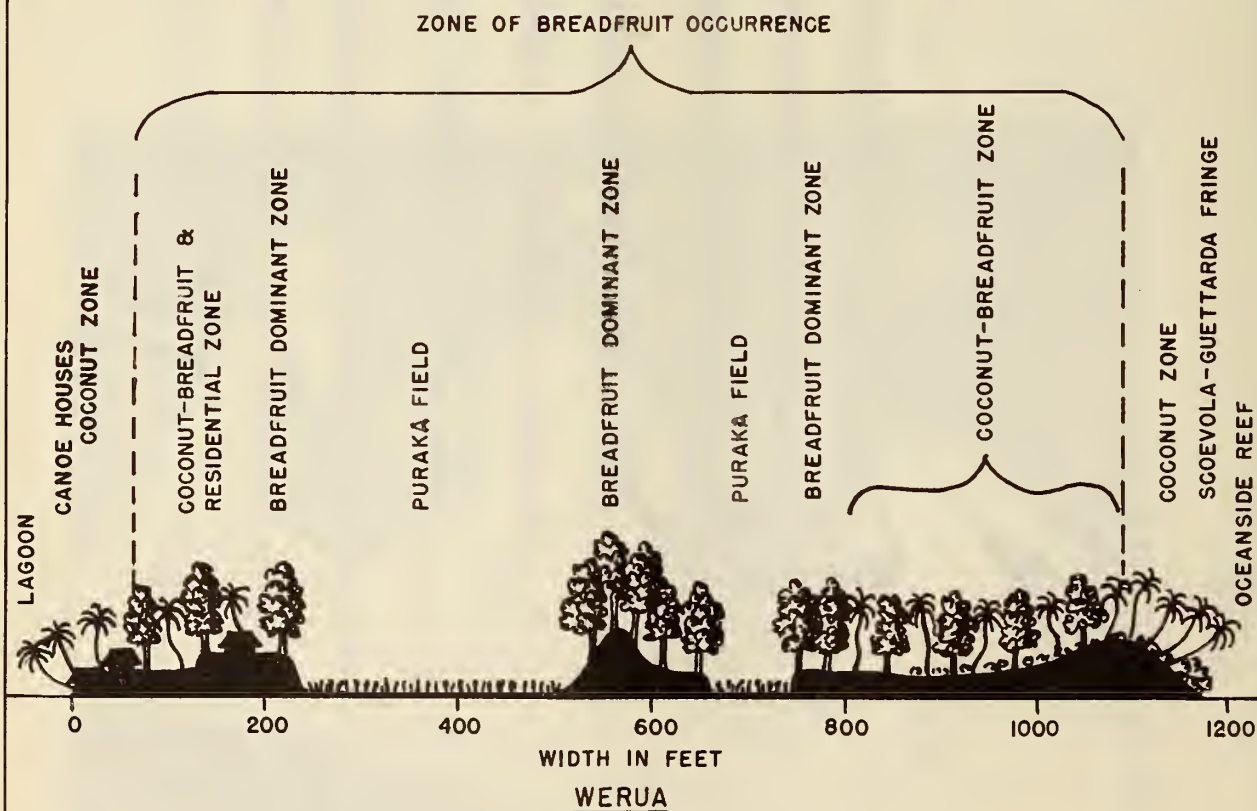 ZONE OF BREADFRUIT OCCURRENCE
LAGOON
CANOE HOUSES
COCONUT ZONE
COCONUT-BREADFRUIT &
RESIDENTIAL ZONE
BREADFRUIT DOMINANT ZONE
PURAKA FIELD
BREADFRUIT DOMINANT ZONE
PURAKA FIELD
BREADFRUIT DOMINANT ZONE
COCONUT-BREADFRUIT ZONE
COCONUT ZONE
SCOEVOLA-GUETTARDA FRINGE
OCEANSIDE REEF
0 200 400 600 800 1000 1200
WIDTH IN FEET
WERUA